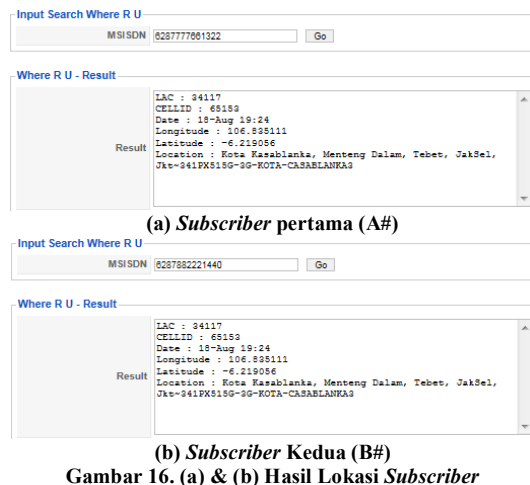 Input Search Where R U
MSISDN 6287777661322 Go
Where R U - Result
Result
LAC : 34117
CELLID : 65153
Date : 18-Aug 19:24
Longitude : 106.835111
Latitude : -6.219056
Location : Kota Kasablanka, Menteng Dalam, Tebet, JakSel,
Jkt~341PX515G-3G-KOTA-CASABLANKA3
(a) Subscriber pertama (A#)
Input Search Where R U
MSISDN 6287882221440 Go
Where R U - Result
Result
LAC : 34117
CELLID : 65153
Date : 18-Aug 19:24
Longitude : 106.835111
Latitude : -6.219056
Location : Kota Kasablanka, Menteng Dalam, Tebet, JakSel,
Jkt~341PX515G-3G-KOTA-CASABLANKA3
(b) Subscriber Kedua (B#)
Gambar 16. (a) & (b) Hasil Lokasi Subscriber